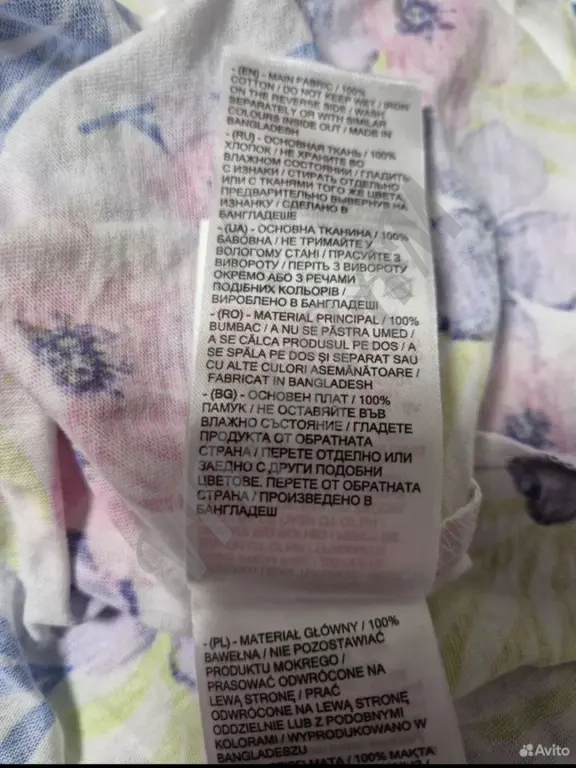 - (EN) - MAIN FABRIC / 100%
COTTON / DO NOT KEEP WET / IRON
ON THE REVERSE SIDE / WASH
SEPARATELY OR WITH SIMILAR
COLOURS INSIDE OUT / MADE IN
BANGLADESH
- (RU) - ОСНОВНАЯ ТКАНЬ / 100%
ХЛОПОК / НЕ ХРАНИТЕ ВО
ВЛАЖНОМ СОСТОЯНИИ / ГЛАДИТЬ
С ИЗНАКИ / СТИРАТЬ ОТДЕЛЬНО
ИЛИ С ТКАНЯМИ ТОГО ЖЕ ЦВЕТА,
ПРЕДВАРИТЕЛЬНО ВЫВЕРНУВ НА
ИЗНАНКУ / СДЕЛАНО В
БАНГЛАДЕШЕ
- (UA) - ОСНОВНА ТКАНИНА / 100%
БАВОВНА / НЕ ТРИМАЙТЕ У
ВОЛОГОМУ СТАНІ / ПРАСУЙТЕ З
ВИВОРОТУ / ПЕРІТЬ З ВИВОРОТУ
ОКРЕМО АБО З РЕЧАМИ
ПОДІБНИХ КОЛЬОРІВ /
ВИРОБЛЕНО В БАНГЛАДЕШІ
- (RO) - MATERIAL PRINCIPAL / 100%
BUMBAC / A NU SE PĂSTRA UMED /
A SE CĂLCA PRODUSUL PE DOS / A
SE SPĂLA PE DOS ȘI SEPARAT SAU
CU ALTE CULORI ASEMĂNĂTOARE /
FABRICAT IN BANGLADESH
- (BG) - ОСНОВЕН ПЛАТ / 100%
ПАМУК / НЕ ОСТАВЯЙТЕ ВЪВ
ВЛАЖНО СЪСТОЯНИЕ / ГЛАДЕТЕ
ПРОДУКТА ОТ ОБРАТНАТА
СТРАНА / ПЕРЕТЕ ОТДЕЛНО ИЛИ
ЗАЕДНО С ДРУГИ ПОДОБНИ
ЦВЕТОВЕ. ПЕРЕТЕ ОТ ОБРАТНАТА
СТРАНА / ПРОИЗВЕДЕНО В
БАНГЛАДЕШ
- (PL) - MATERIAŁ GŁÓWNY / 100%
BAWEŁNA / NIE POZOSTAWIAĆ
PRODUKTU MOKREGO /
PRASOWAĆ ODWRÓCONE NA
LEWĄ STRONĘ / PRAĆ
ODWRÓCONE NA LEWĄ STRONĘ
ODDZIELNIE LUB Z PODOBNYMI
KOLORAMI / WYPRODUKOWANO W
BANGLADESZU
100% МАКТА
Avito